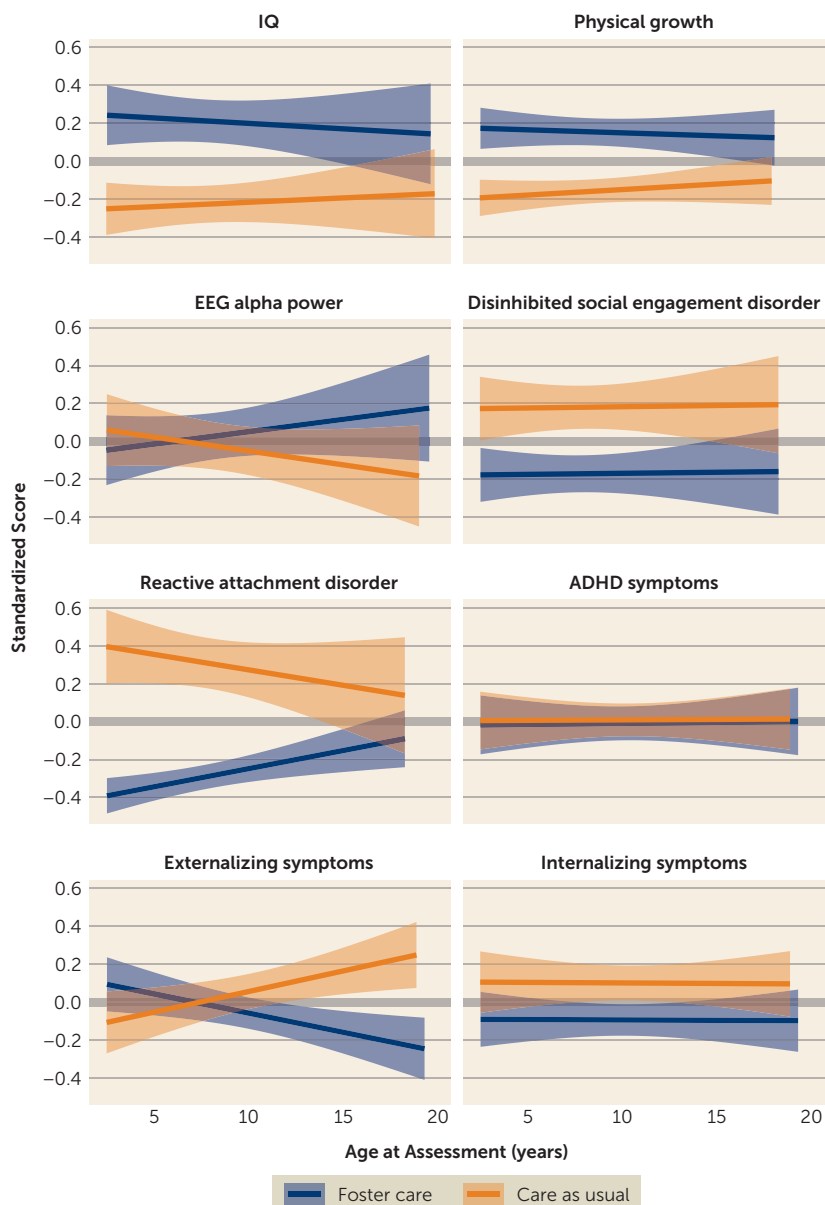 IQ
Physical growth
0.6
0.4
0.2
0.0
−0.2
−0.4
EEG alpha power
Disinhibited social engagement disorder
0.6
0.4
0.2
0.0
−0.2
−0.4
Standardized Score
Reactive attachment disorder
ADHD symptoms
0.6
0.4
0.2
0.0
−0.2
−0.4
Externalizing symptoms
Internalizing symptoms
0.6
0.4
0.2
0.0
−0.2
−0.4
5 10 15 20
5 10 15 20
Age at Assessment (years)
Foster care
Care as usual